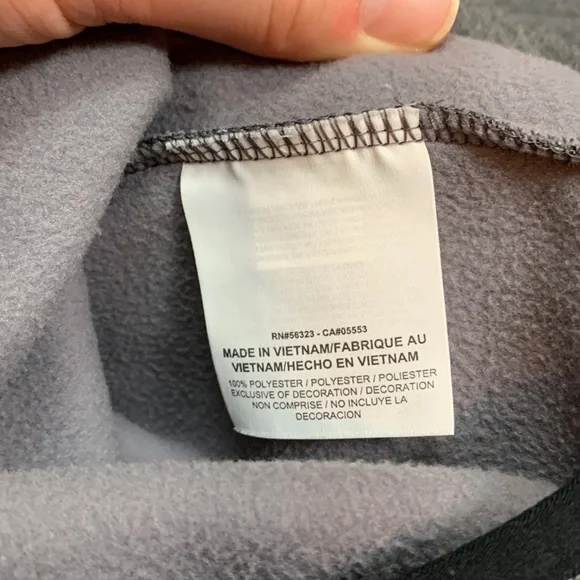 RN#56323 - CA#05553
MADE IN VIETNAM/FABRIQUE AU
VIETNAM/HECHO EN VIETNAM
100% POLYESTER / POLYESTER / POLIESTER
EXCLUSIVE OF DECORATION / DECORATION
NON COMPRISE / NO INCLUYE LA
DECORACION